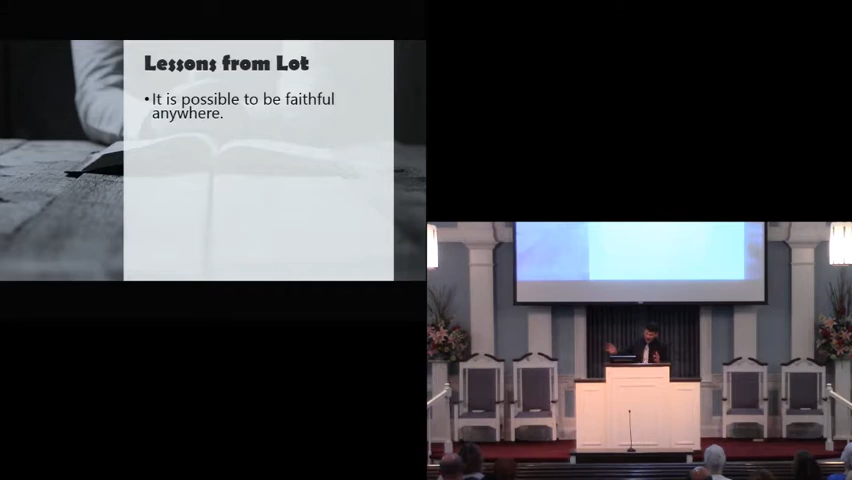 Lessons from Lot
•It is possible to be faithful
anywhere.